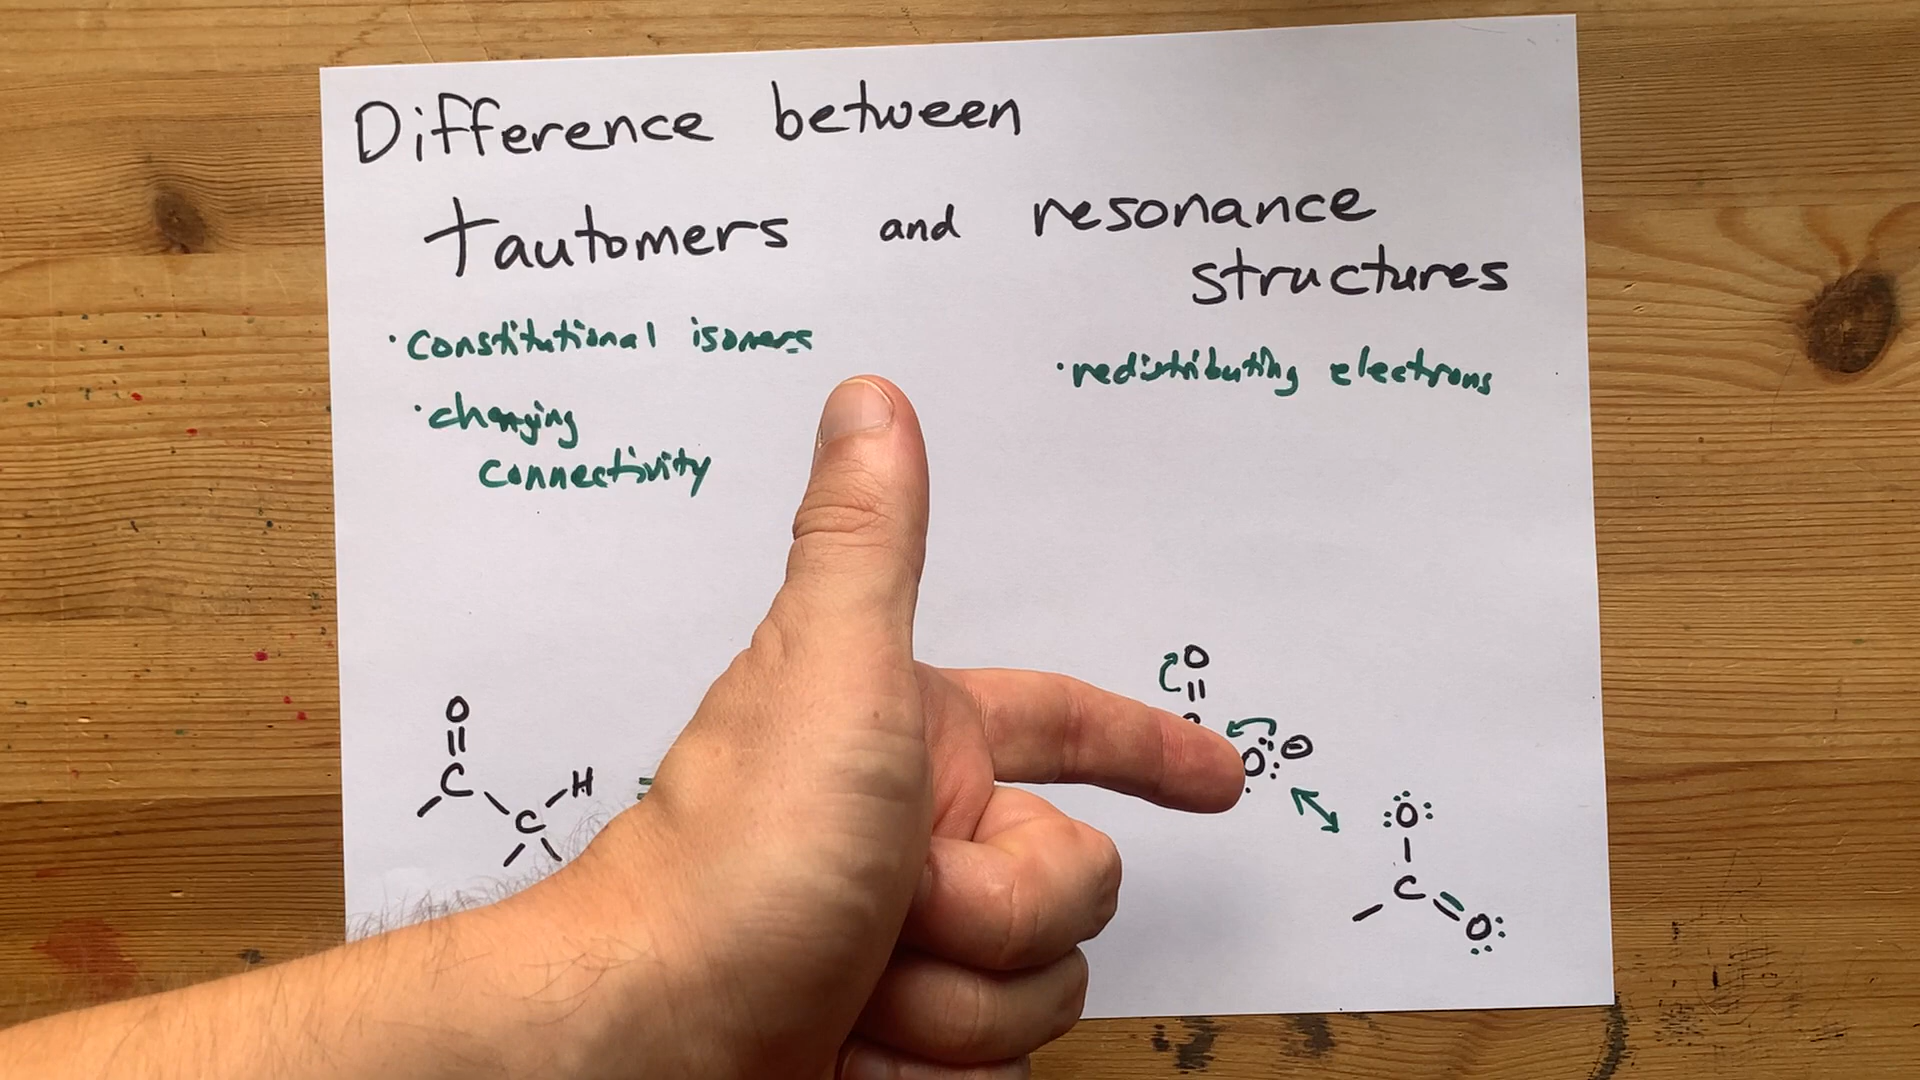 Difference between
tautomers and resonance
structures
· constitutional isomers
· redistributing electrons
· changing
connectivity
O
C
H
C
O
O
⊖
O
C
O